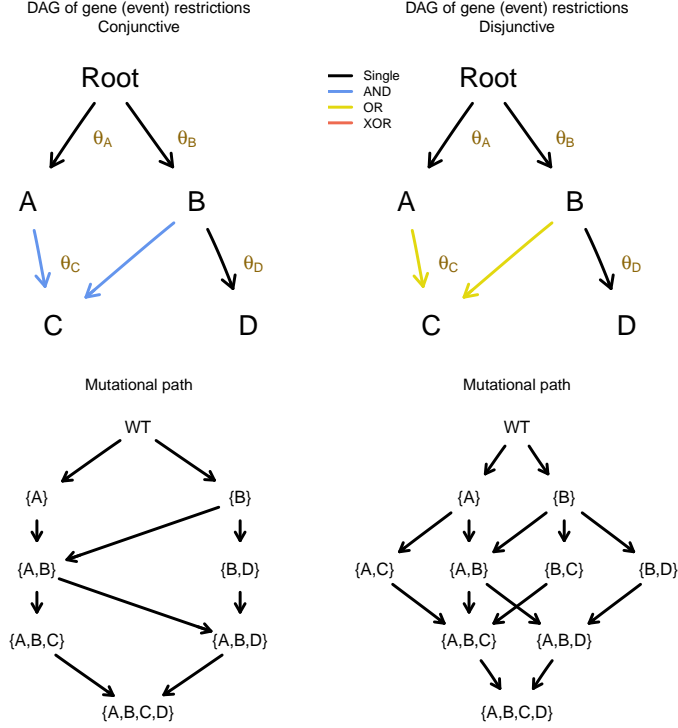 DAG of gene (event) restrictions
Conjunctive
Root
θA
θB
A
B
θC
θD
C
D
Mutational path
WT
{A}
{B}
{A,B}
{B,D}
{A,B,C}
{A,B,D}
{A,B,C,D}
DAG of gene (event) restrictions
Disjunctive
Single
AND
OR
XOR
Root
θA
θB
A
B
θC
θD
C
D
Mutational path
WT
{A}
{B}
{A,C}
{A,B}
{B,C}
{B,D}
{A,B,C}
{A,B,D}
{A,B,C,D}